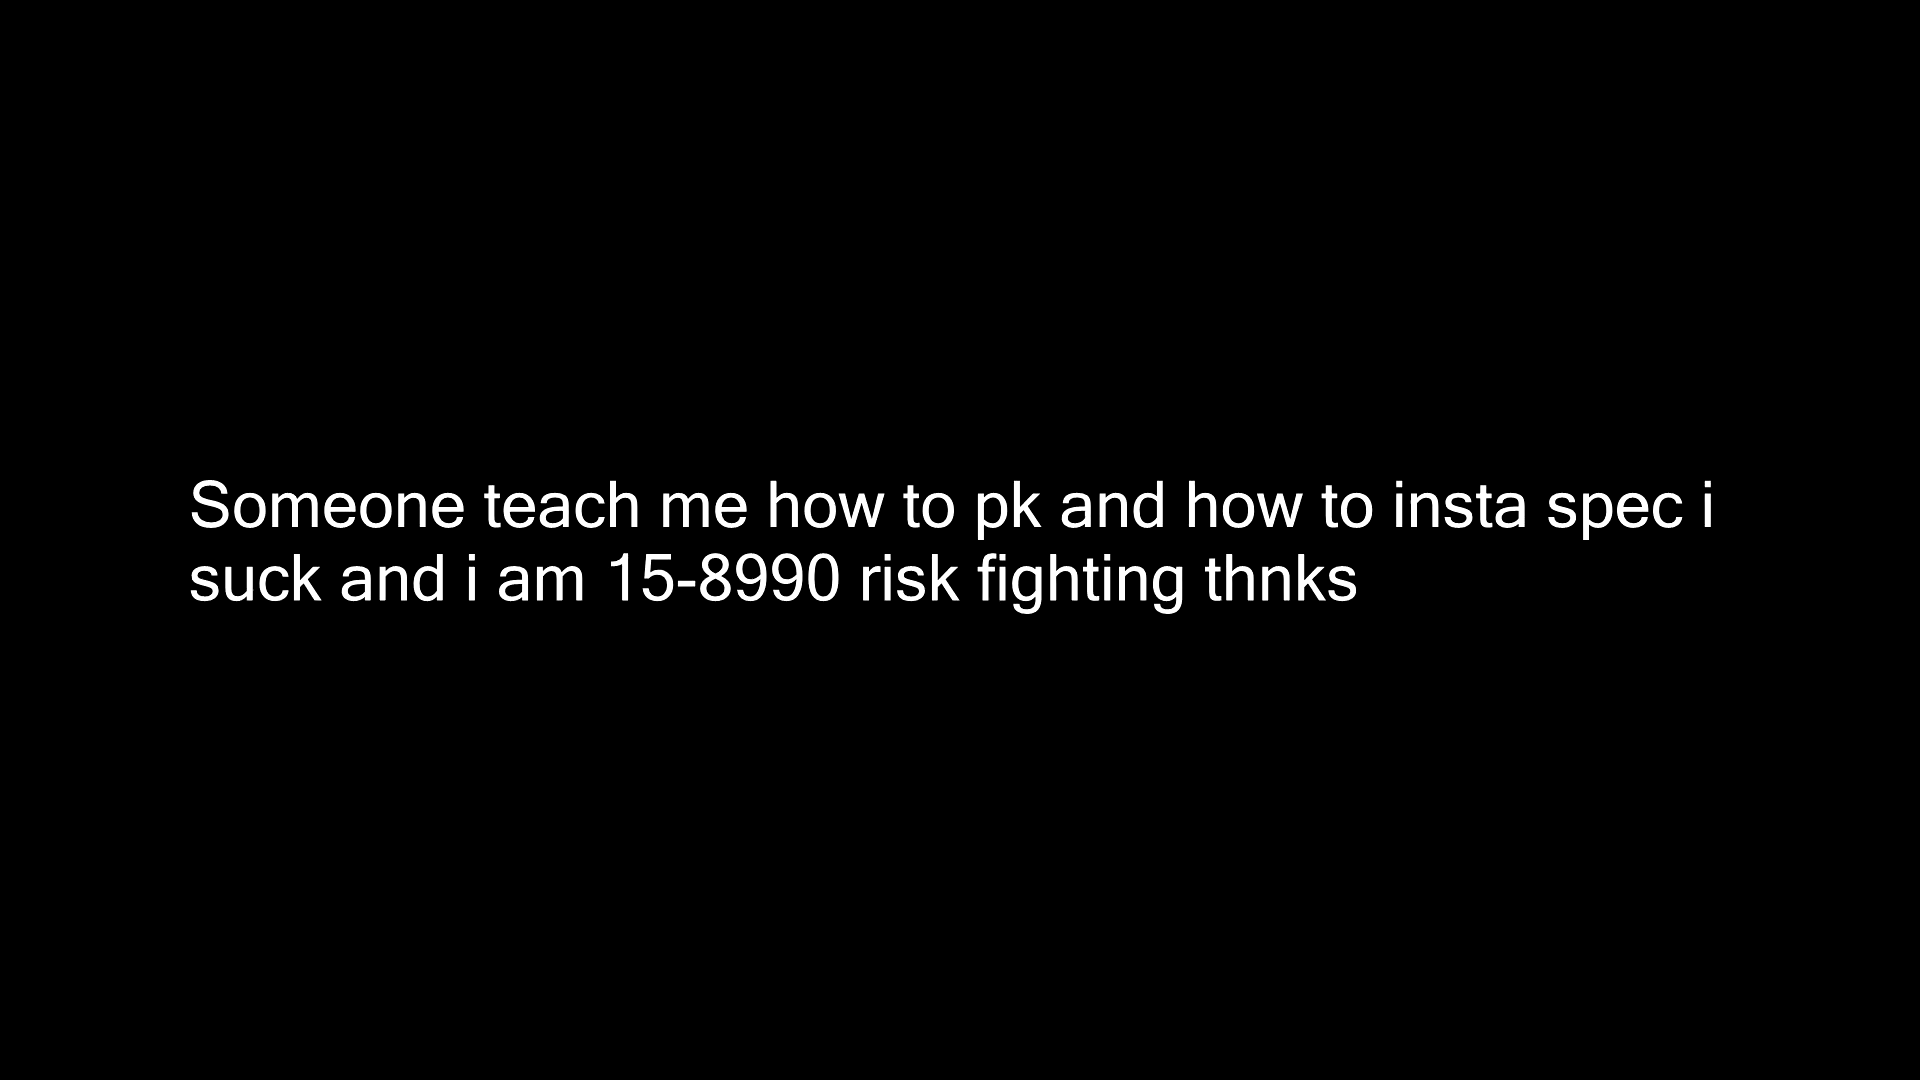 Someone teach me how to pk and how to insta spec i
suck and i am 15-8990 risk fighting thnks